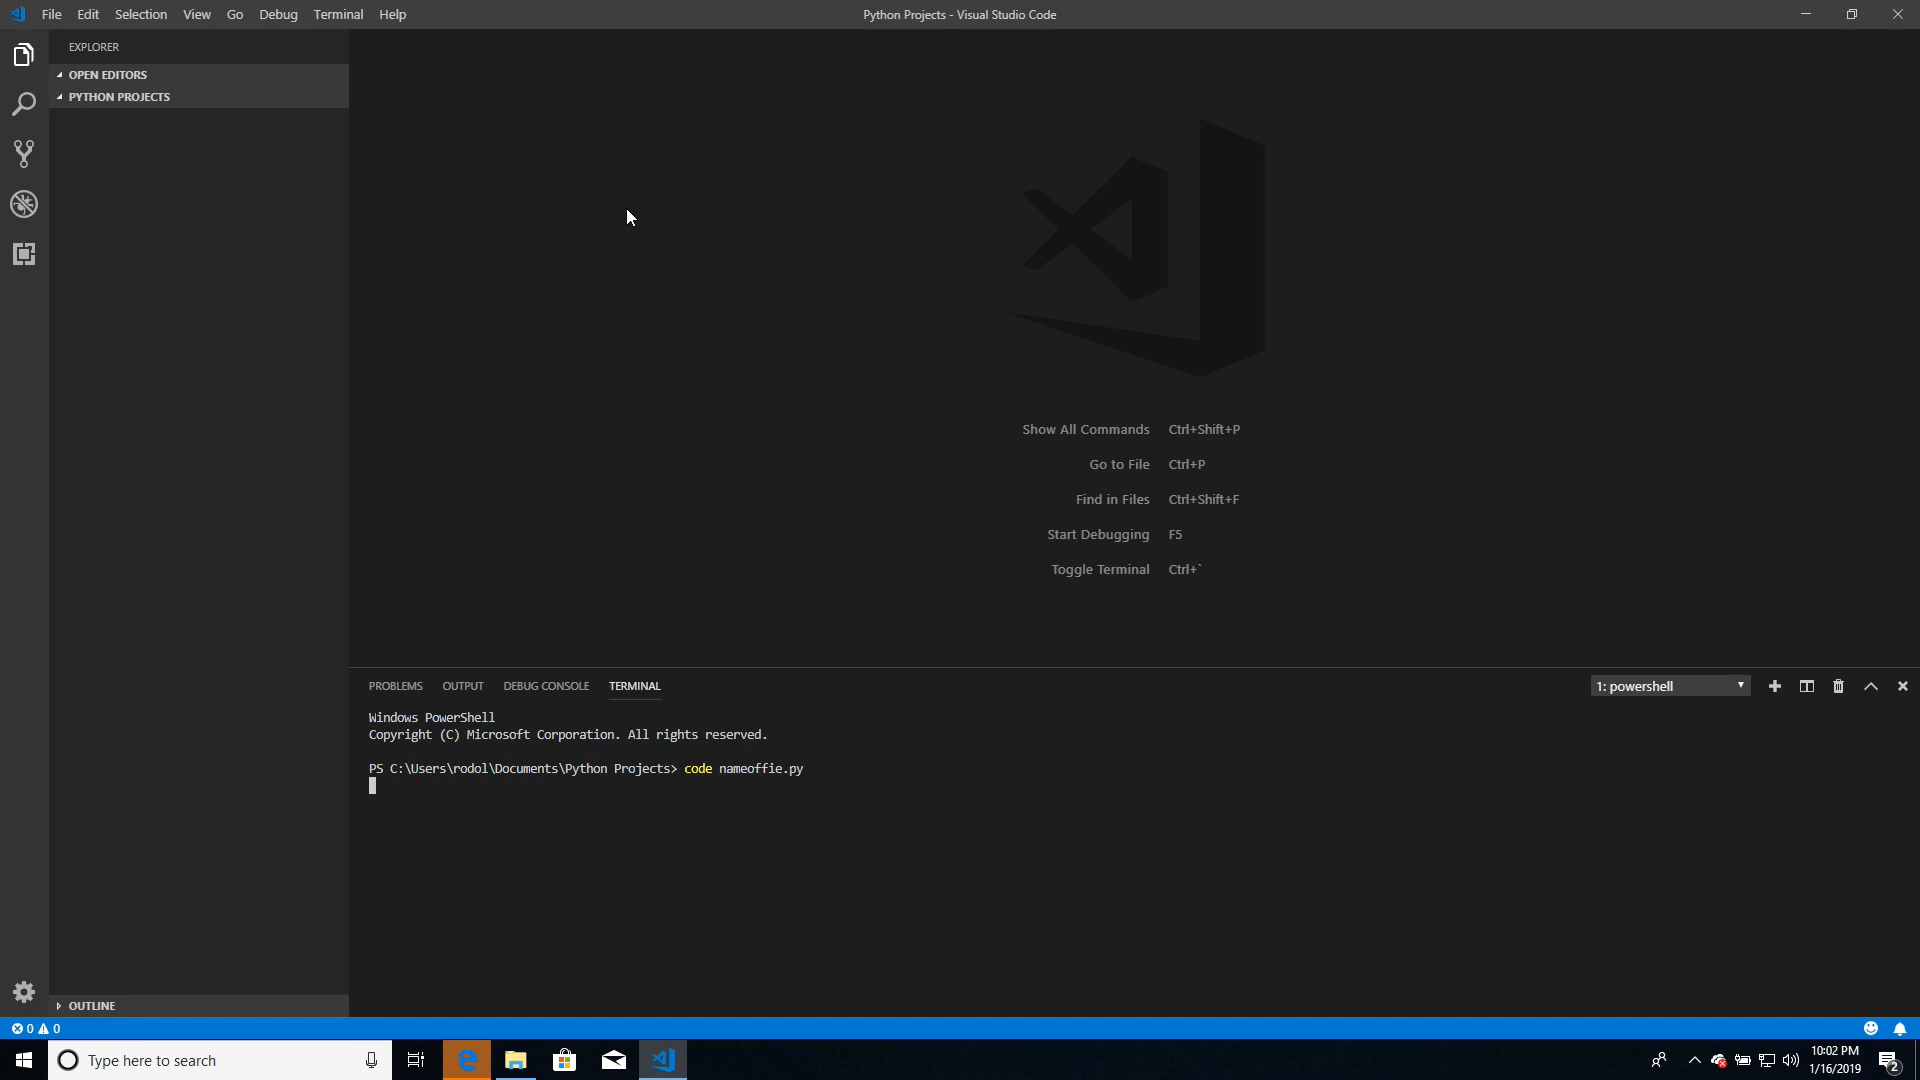 File Edit Selection View Go Debug Terminal Help
Python Projects - Visual Studio Code
EXPLORER
OPEN EDITORS
PYTHON PROJECTS
Show All Commands Ctrl+Shift+P
Go to File Ctrl+P
Find in Files Ctrl+Shift+F
Start Debugging F5
Toggle Terminal Ctrl+`
PROBLEMS OUTPUT DEBUG CONSOLE TERMINAL
1: powershell
Windows PowerShell
Copyright (C) Microsoft Corporation. All rights reserved.
PS C:\Users\rodol\Documents\Python Projects> code nameoffie.py
OUTLINE
0 0
Type here to search
10:02 PM
1/16/2019
2